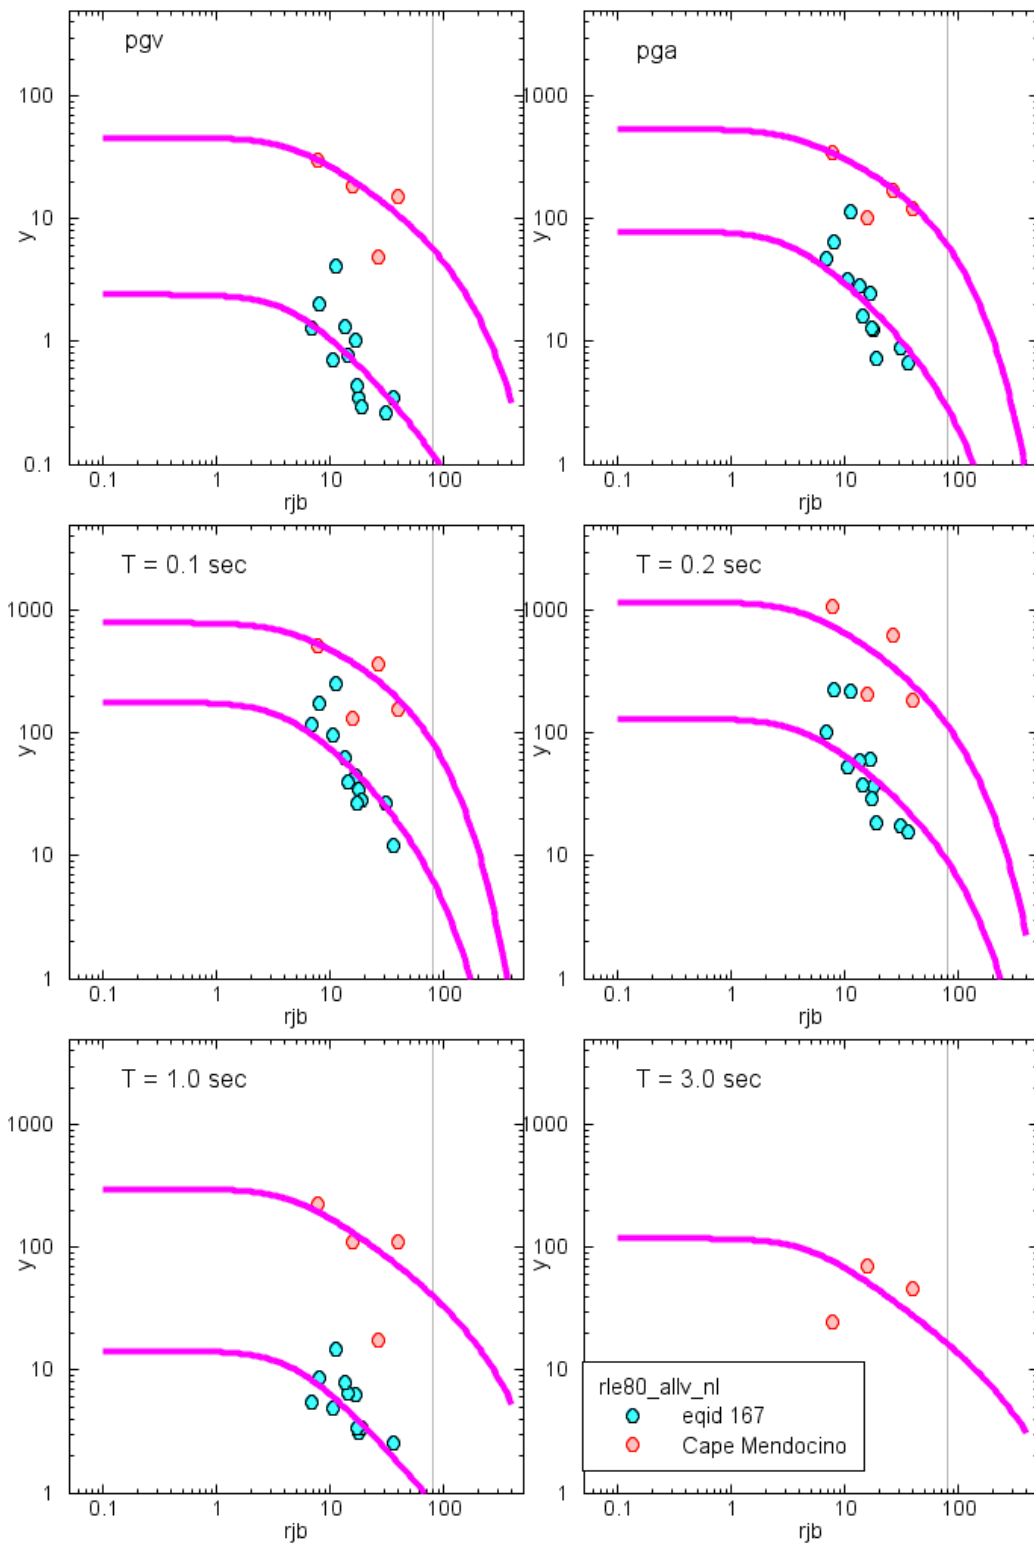 pgv
100
10
1
0.1
y
0.1 1 10 100
rjb
pga
1000
100
10
1
y
0.1 1 10 100
rjb
T = 0.1 sec
1000
100
10
1
y
0.1 1 10 100
rjb
T = 0.2 sec
1000
100
10
1
y
0.1 1 10 100
rjb
T = 1.0 sec
1000
100
10
1
y
0.1 1 10 100
rjb
T = 3.0 sec
1000
100
10
1
y
0.1 1 10 100
rjb
rle80_allv_nl
eqid 167
Cape Mendocino